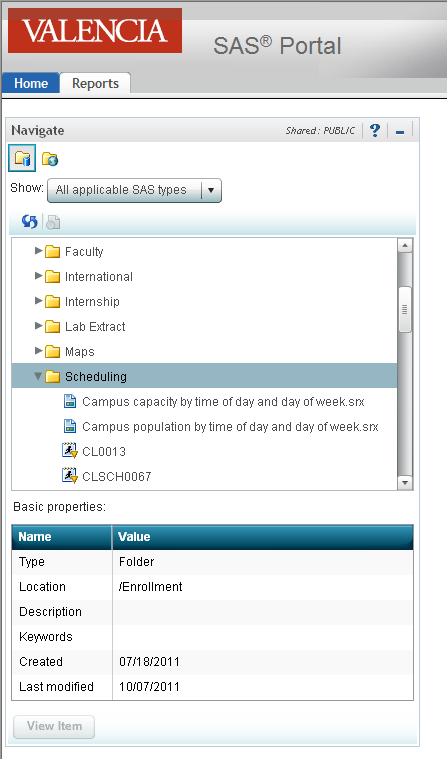 VALENCIA
SAS® Portal
Home Reports
Navigate Shared : PUBLIC ?
Show: All applicable SAS types
Faculty
International
Internship
Lab Extract
Maps
Scheduling
Campus capacity by time of day and day of week.srx
Campus population by time of day and day of week.srx
CL0013
CLSCH0067
Basic properties:
Name Value
Type Folder
Location /Enrollment
Description
Keywords
Created 07/18/2011
Last modified 10/07/2011
View Item